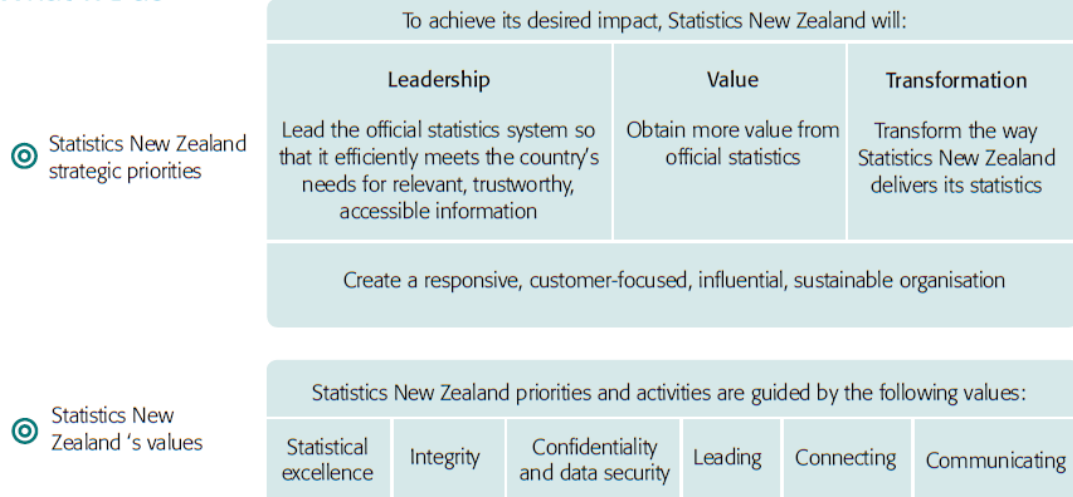 To achieve its desired impact, Statistics New Zealand will:
Statistics New Zealand
strategic priorities
Leadership
Lead the official statistics system so
that it efficiently meets the country's
needs for relevant, trustworthy,
accessible information
Value
Obtain more value from
official statistics
Transformation
Transform the way
Statistics New Zealand
delivers its statistics
Create a responsive, customer-focused, influential, sustainable organisation
Statistics New
Zealand 's values
Statistics New Zealand priorities and activities are guided by the following values:
Statistical
excellence
Integrity
Confidentiality
and data security
Leading
Connecting
Communicating